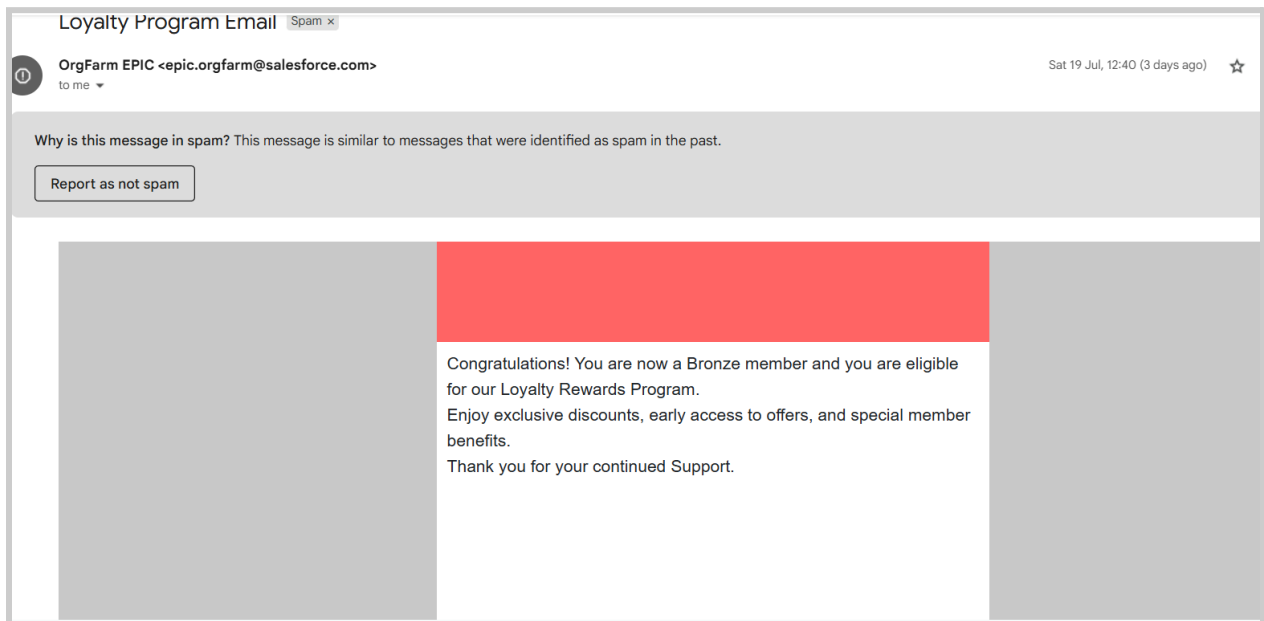 Loyalty Program Email Spam ×
OrgFarm EPIC <epic.orgfarm@salesforce.com> Sat 19 Jul, 12:40 (3 days ago)
to me
Why is this message in spam? This message is similar to messages that were identified as spam in the past.
Report as not spam
Congratulations! You are now a Bronze member and you are eligible
for our Loyalty Rewards Program.
Enjoy exclusive discounts, early access to offers, and special member
benefits.
Thank you for your continued Support.